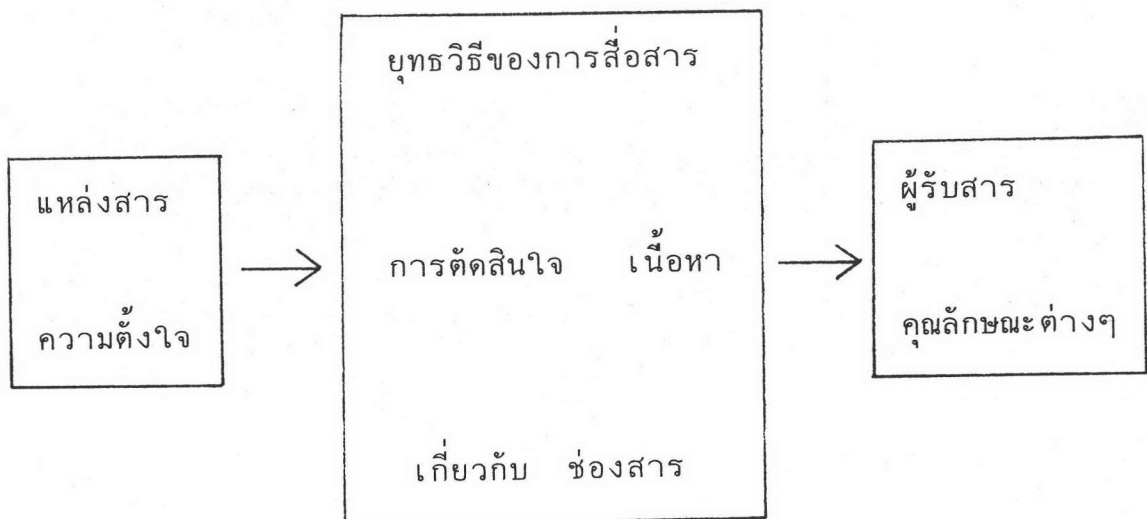 แหล่งสาร
ความตั้งใจ
ยุทธวิธีของการสื่อสาร
การตัดสินใจ เนื้อหา
เกี่ยวกับ ช่องสาร
ผู้รับสาร
คุณลักษณะต่างๆ